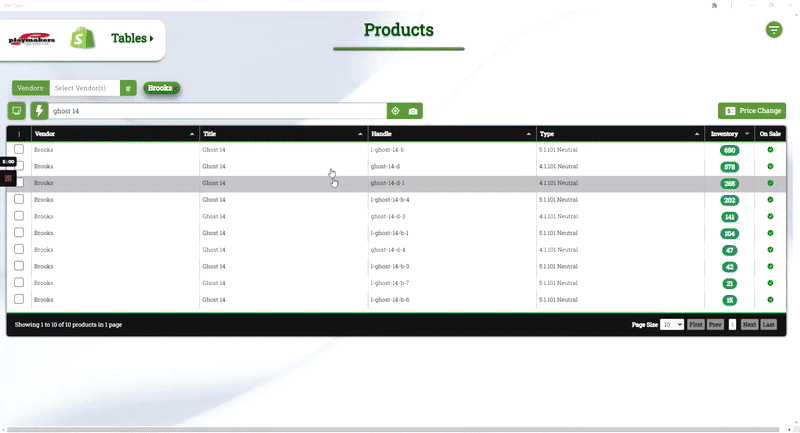 playmakers
Tables
Products
Vendors:
Select Vendor(s)
Brooks
ghost 14
Price Change
Vendor Title Handle Type Inventory On Sale
Brooks Ghost 14 1-ghost-14-b 5.1.101 Neutral 690
Brooks Ghost 14 ghost-14-d 4.1.101 Neutral 578
5:00
Brooks Ghost 14 ghost-14-d-1 4.1.101 Neutral 265
Brooks Ghost 14 1-ghost-14-b-4 5.1.101 Neutral 202
Brooks Ghost 14 ghost-14-d-3 4.1.101 Neutral 141
Brooks Ghost 14 1-ghost-14-b-1 5.1.101 Neutral 104
Brooks Ghost 14 ghost-14-d-4 4.1.101 Neutral 47
Brooks Ghost 14 1-ghost-14-b-3 5.1.101 Neutral 42
Brooks Ghost 14 1-ghost-14-b-7 5.1.101 Neutral 21
Brooks Ghost 14 1-ghost-14-b-6 5.1.101 Neutral 15
Showing 1 to 10 of 10 products in 1 page
Page Size 10 First Prev 1 Next Last